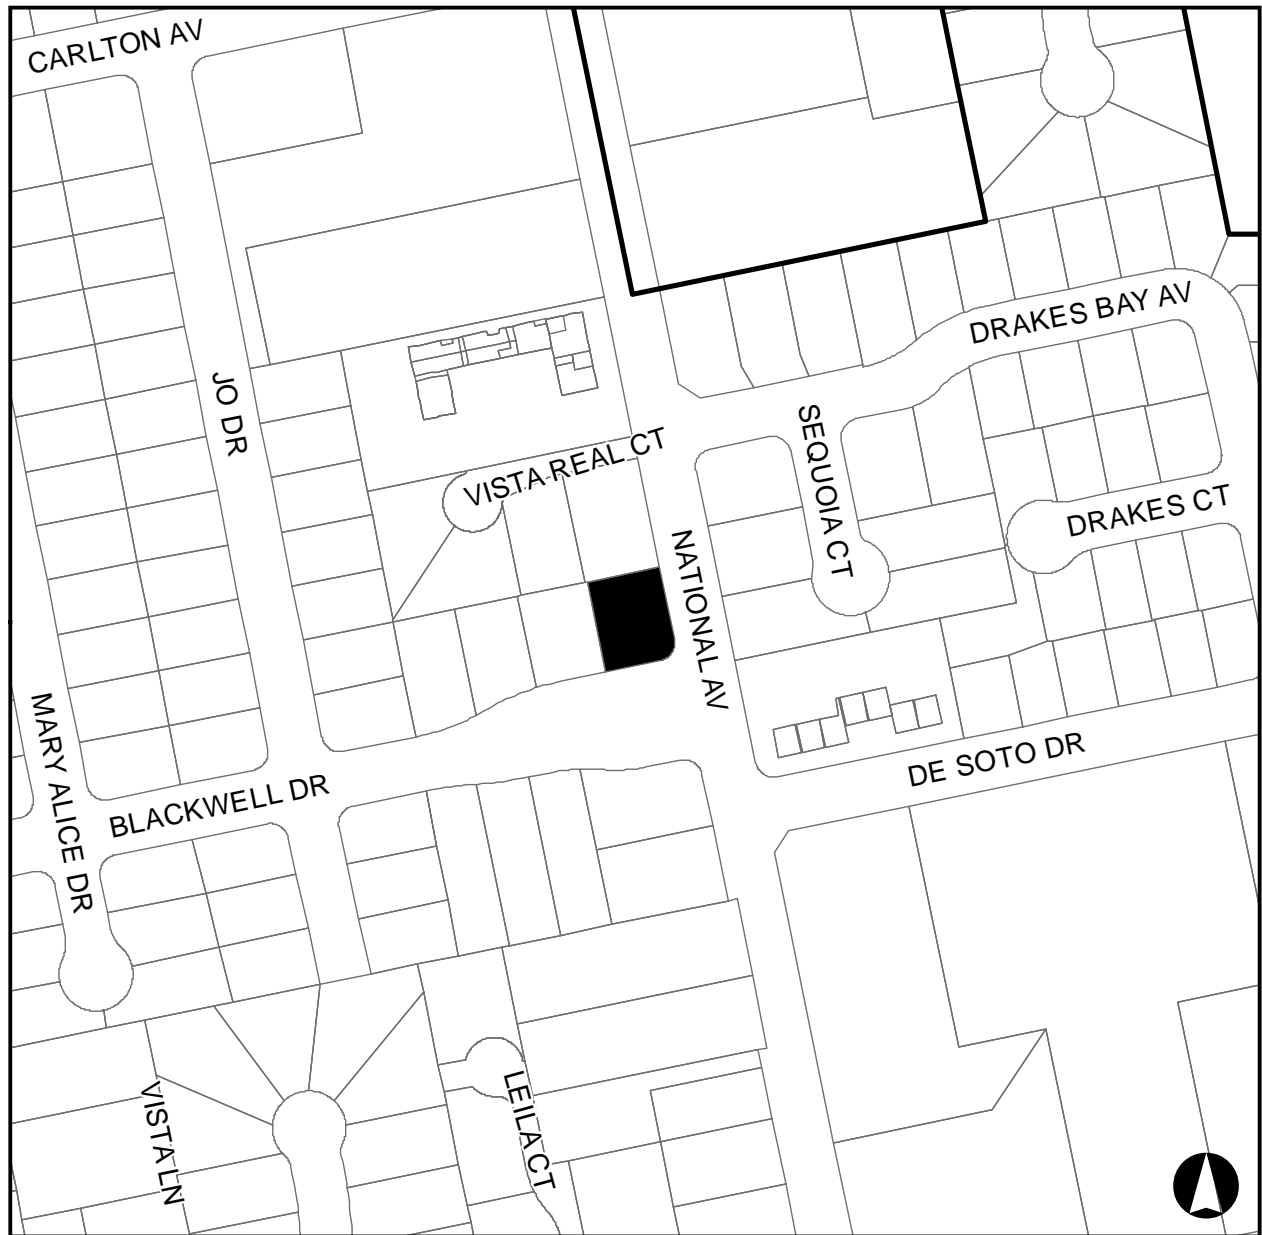 CARLTON AV
DRAKES BAY AV
JO DR
SEQUOIA CT
VISTA REAL CT
DRAKES CT
NATIONAL AV
MARY ALICE DR
DE SOTO DR
BLACKWELL DR
VISTA LN
LEILA CT